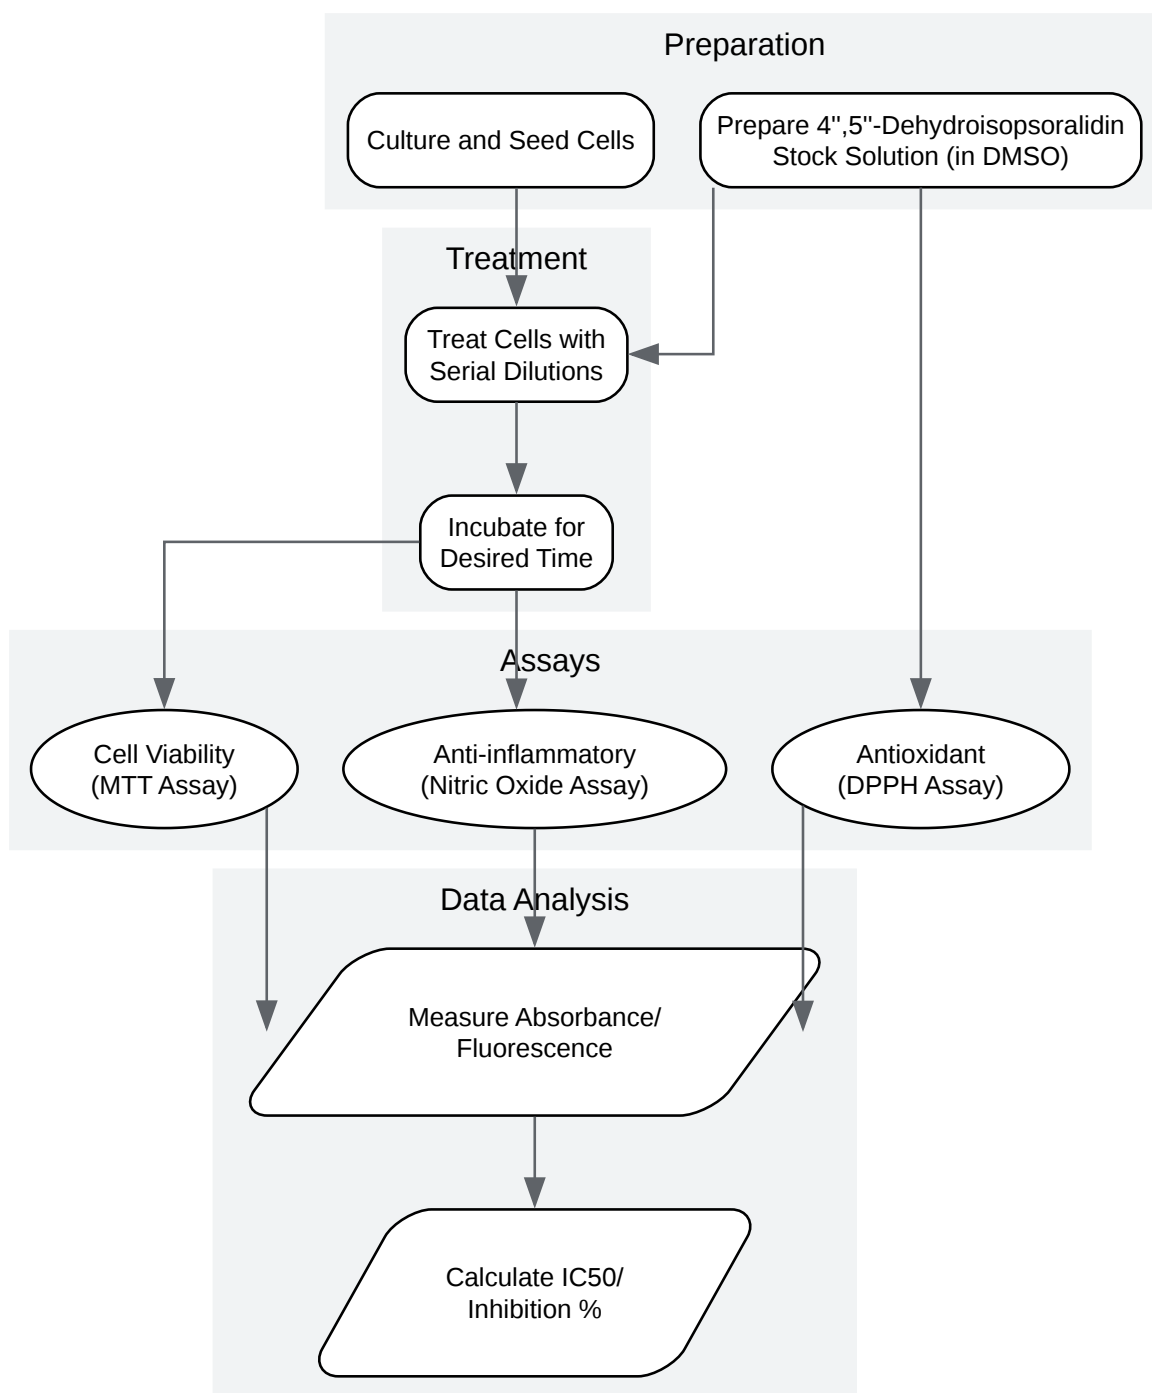 Preparation
Culture and Seed Cells
Prepare 4'',5''-Dehydroisopsoralidin
Stock Solution (in DMSO)
Treatment
Treat Cells with
Serial Dilutions
Incubate for
Desired Time
Assays
Cell Viability
(MTT Assay)
Anti-inflammatory
(Nitric Oxide Assay)
Antioxidant
(DPPH Assay)
Data Analysis
Measure Absorbance/
Fluorescence
Calculate IC50/
Inhibition %